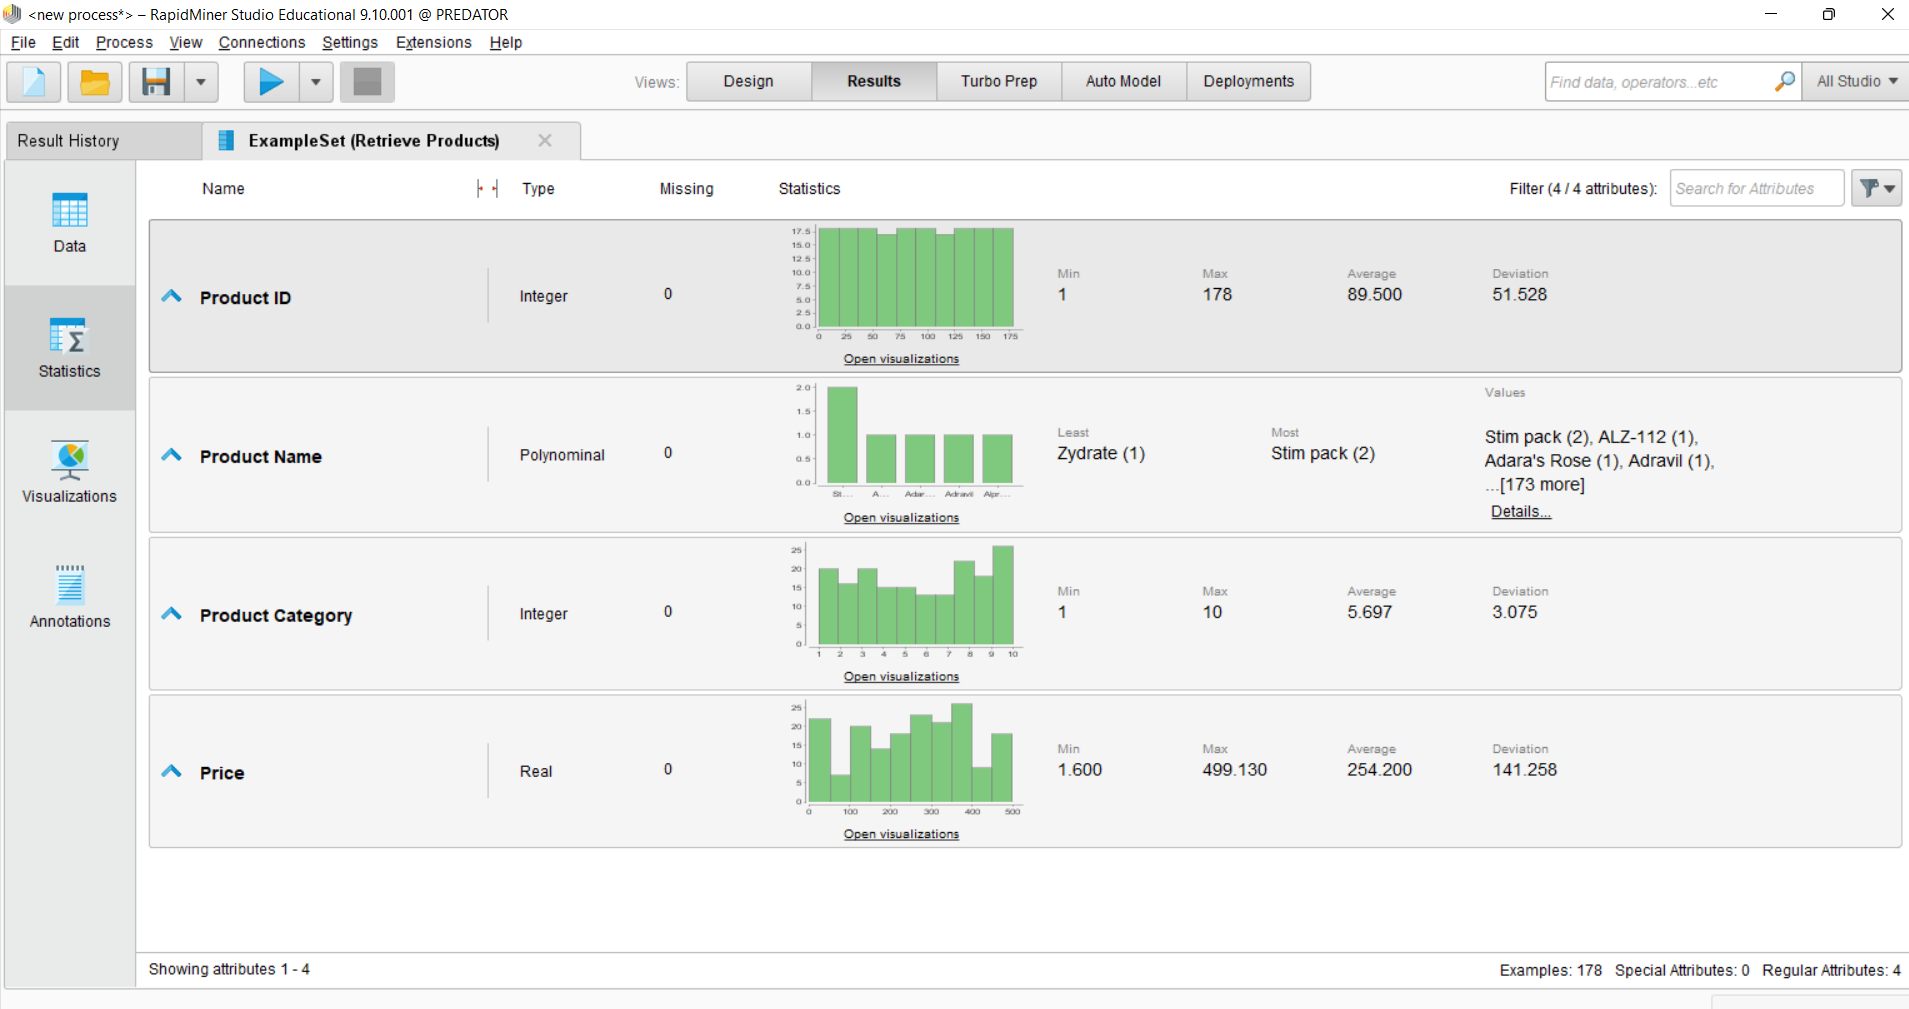 <new process*> – RapidMiner Studio Educational 9.10.001 @ PREDATOR
File Edit Process View Connections Settings Extensions Help
Views: Design Results Turbo Prep Auto Model Deployments Find data, operators...etc All Studio
Result History ExampleSet (Retrieve Products)
Name Type Missing Statistics Filter (4 / 4 attributes): Search for Attributes
Data
Statistics
Visualizations
Annotations
Product ID Integer 0
17.5
15.0
12.5
10.0
7.5
5.0
2.5
0.0
0 25 50 75 100 125 150 175
Open visualizations
Min Max Average Deviation
1 178 89.500 51.528
Product Name Polynominal 0
2.0
1.5
1.0
0.5
0.0
St... A... Adar... Adravil Alpr...
Open visualizations
Least Most Values
Zydrate (1) Stim pack (2)
Stim pack (2), ALZ-112 (1),
Adara's Rose (1), Adravil (1),
...[173 more]
Details...
Product Category Integer 0
25
20
15
10
5
0
1 2 3 4 5 6 7 8 9 10
Open visualizations
Min Max Average Deviation
1 10 5.697 3.075
Price Real 0
25
20
15
10
5
0
0 100 200 300 400 500
Open visualizations
Min Max Average Deviation
1.600 499.130 254.200 141.258
Showing attributes 1 - 4 Examples: 178 Special Attributes: 0 Regular Attributes: 4